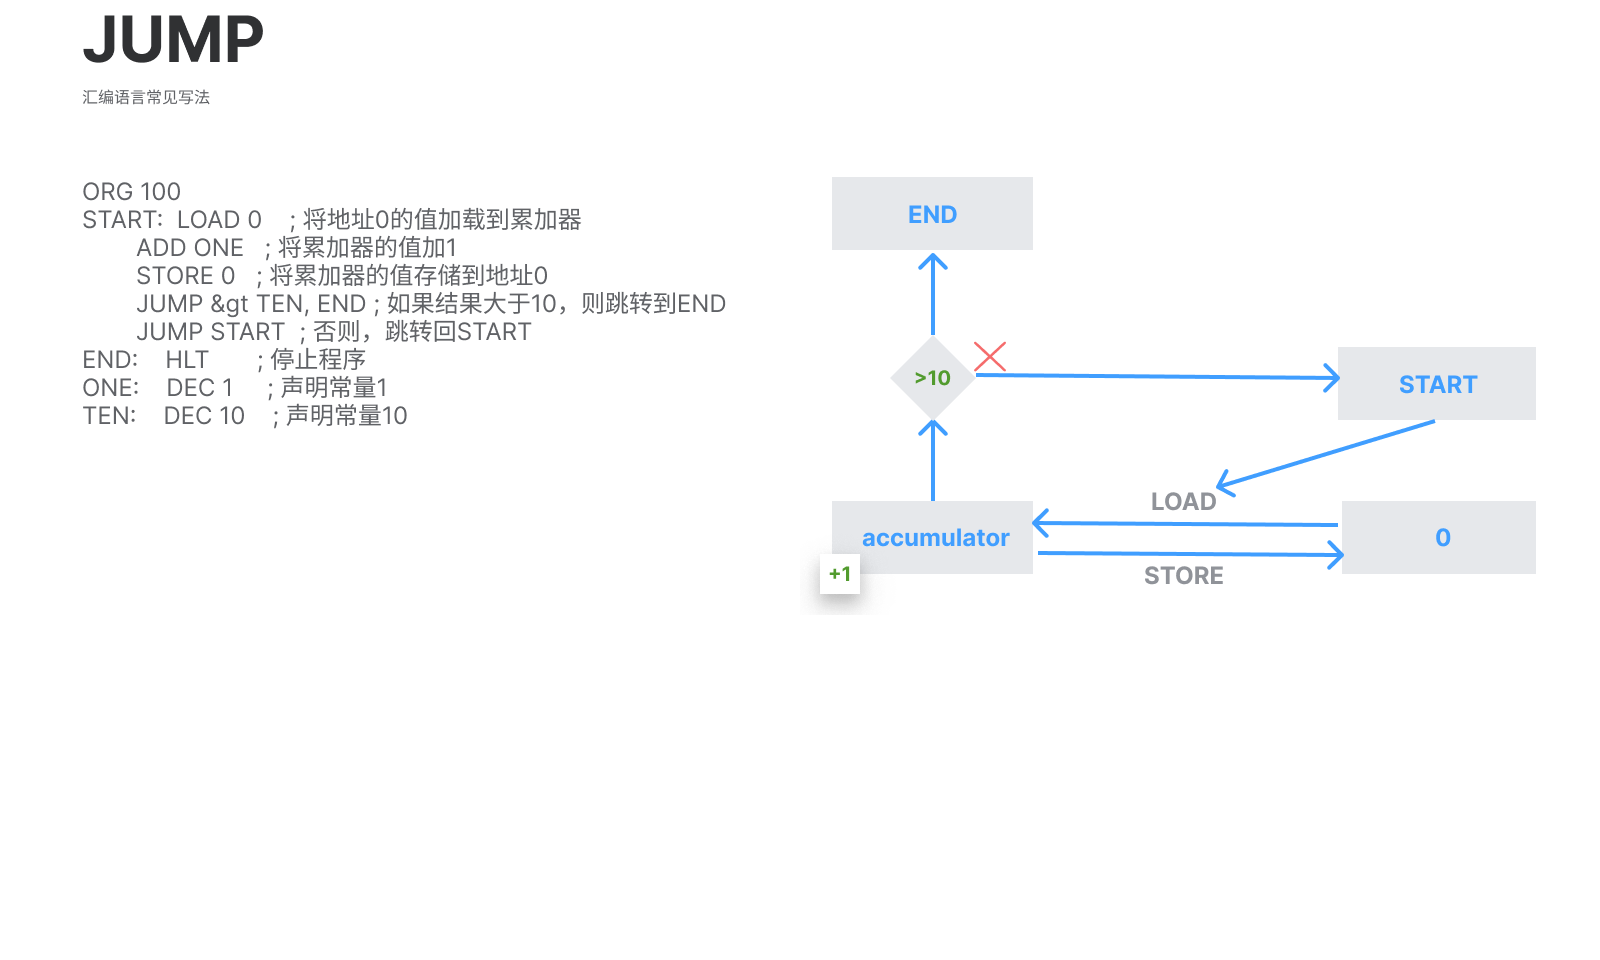 JUMP
汇编语言常见写法
ORG 100
START:  LOAD 0    ; 将地址0的值加载到累加器
ADD ONE   ; 将累加器的值加1
STORE 0   ; 将累加器的值存储到地址0
JUMP &gt TEN, END ; 如果结果大于10，则跳转到END
JUMP START  ; 否则，跳转回START
END:    HLT       ; 停止程序
ONE:    DEC 1     ; 声明常量1
TEN:    DEC 10    ; 声明常量10
END
>10
START
LOAD
accumulator
0
+1
STORE